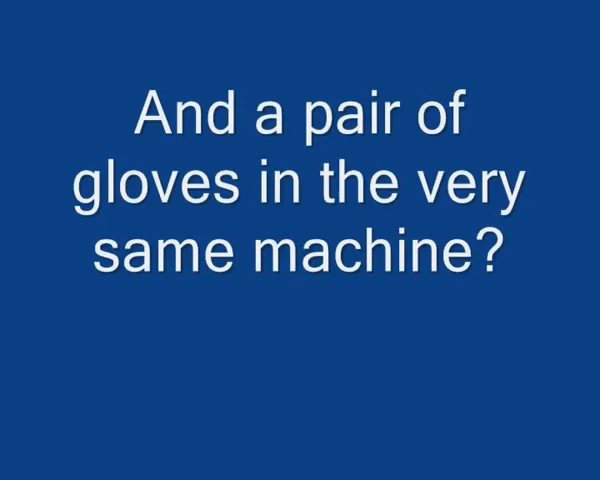 And a pair of
gloves in the very
same machine?